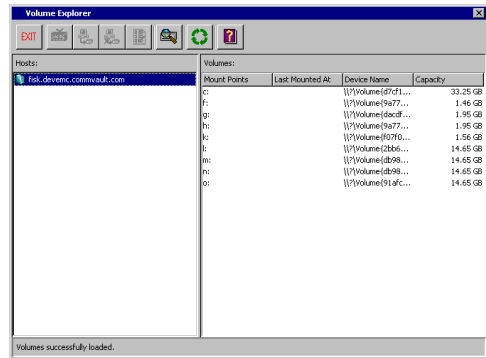 Volume Explorer
EXIT
Hosts:
Volumes:
fisk.devemc.commvault.com
Mount Points Last Mounted At Device Name Capacity
c: \\?\Volume{d7cf1... 33.25 GB
f: \\?\Volume{9a77... 1.46 GB
g: \\?\Volume{dacdf... 1.95 GB
h: \\?\Volume{9a77... 1.95 GB
k: \\?\Volume{f07f0... 1.56 GB
l: \\?\Volume{2bb6... 14.65 GB
m: \\?\Volume{db98... 14.65 GB
n: \\?\Volume{db98... 14.65 GB
o: \\?\Volume{91afc... 14.65 GB
Volumes successfully loaded.